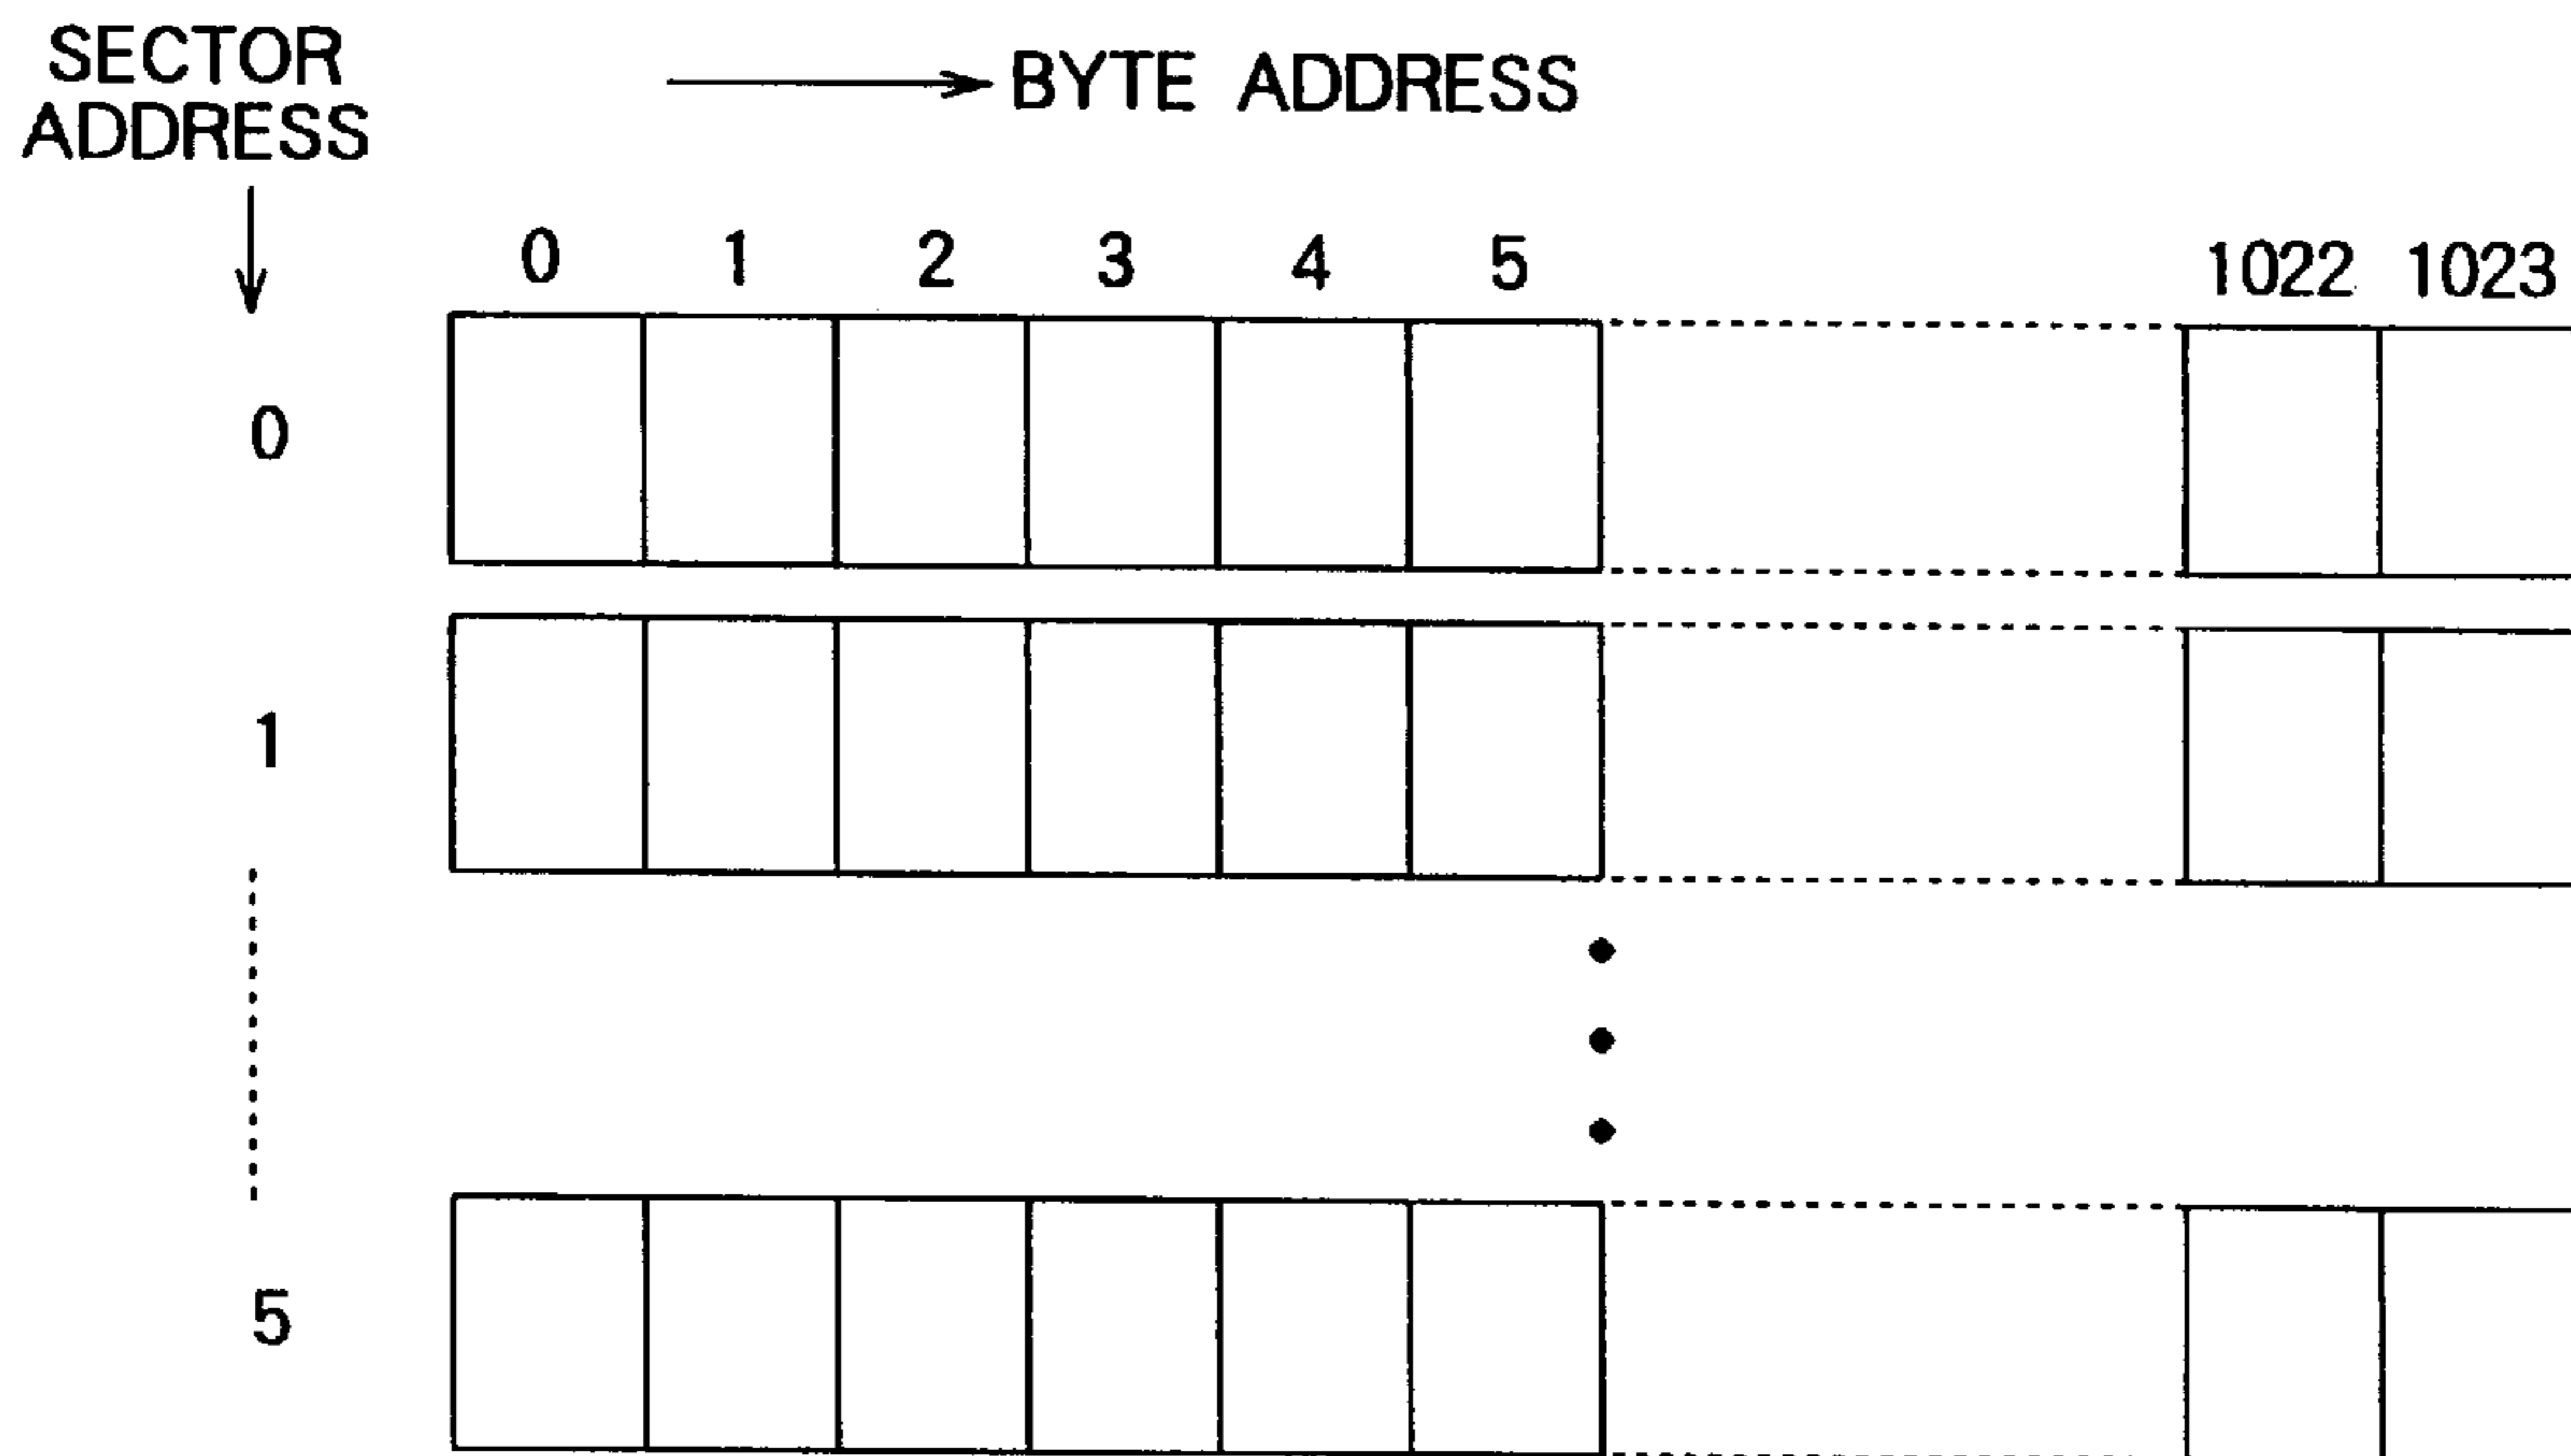 SECTOR
ADDRESS
BYTE ADDRESS
0 1 2 3 4 5 1022 1023
0
1
5